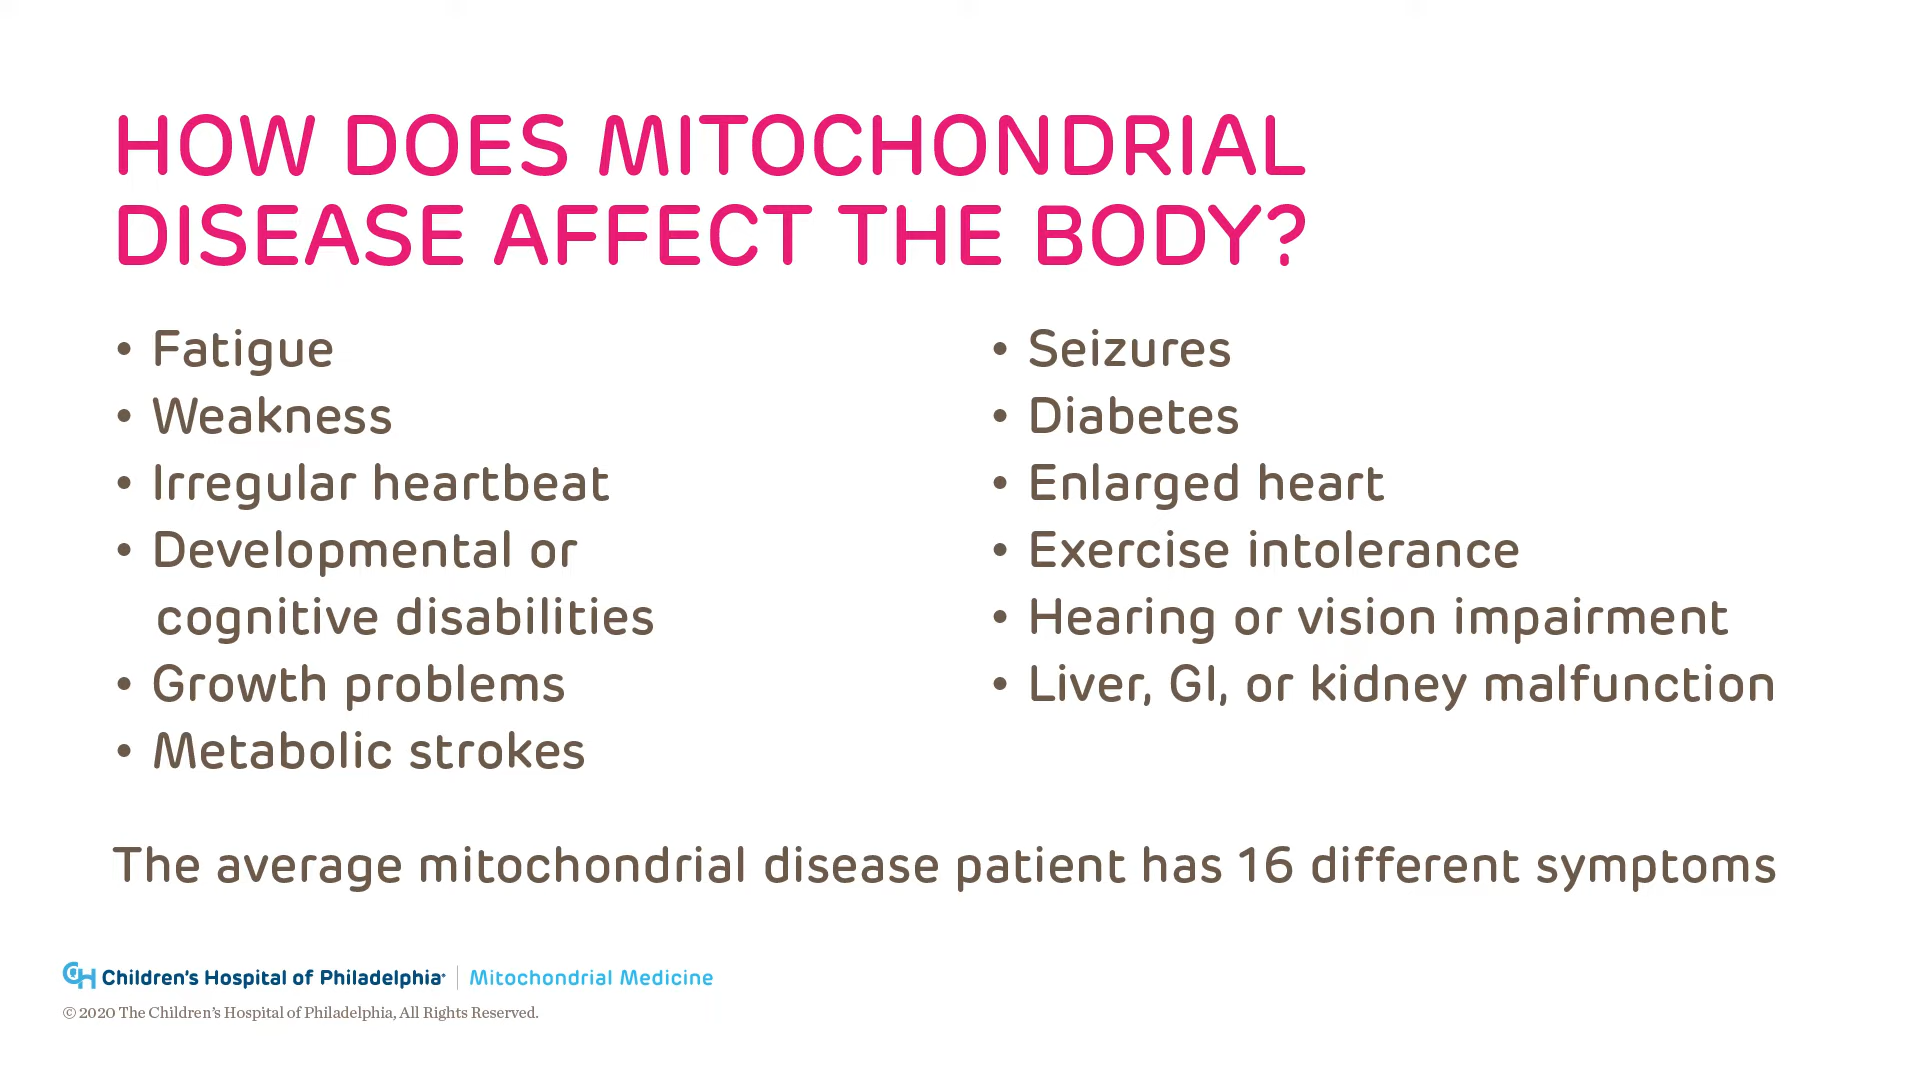 HOW DOES MITOCHONDRIAL
DISEASE AFFECT THE BODY?
• Fatigue
• Weakness
• Irregular heartbeat
• Developmental or
cognitive disabilities
• Growth problems
• Metabolic strokes
• Seizures
• Diabetes
• Enlarged heart
• Exercise intolerance
• Hearing or vision impairment
• Liver, GI, or kidney malfunction
The average mitochondrial disease patient has 16 different symptoms
CH Children's Hospital of Philadelphia | Mitochondrial Medicine
© 2020 The Children's Hospital of Philadelphia, All Rights Reserved.